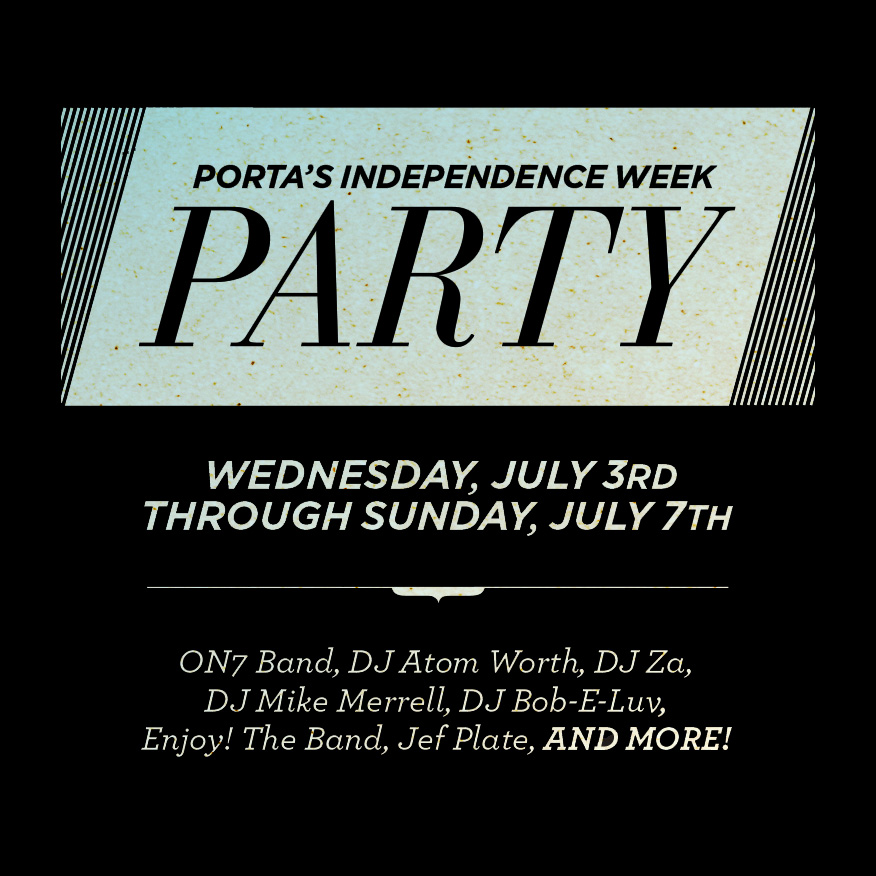 PORTA'S INDEPENDENCE WEEK
PARTY
WEDNESDAY, JULY 3RD
THROUGH SUNDAY, JULY 7TH
ON7 Band, DJ Atom Worth, DJ Za,
DJ Mike Merrell, DJ Bob-E-Luv,
Enjoy! The Band, Jef Plate, AND MORE!